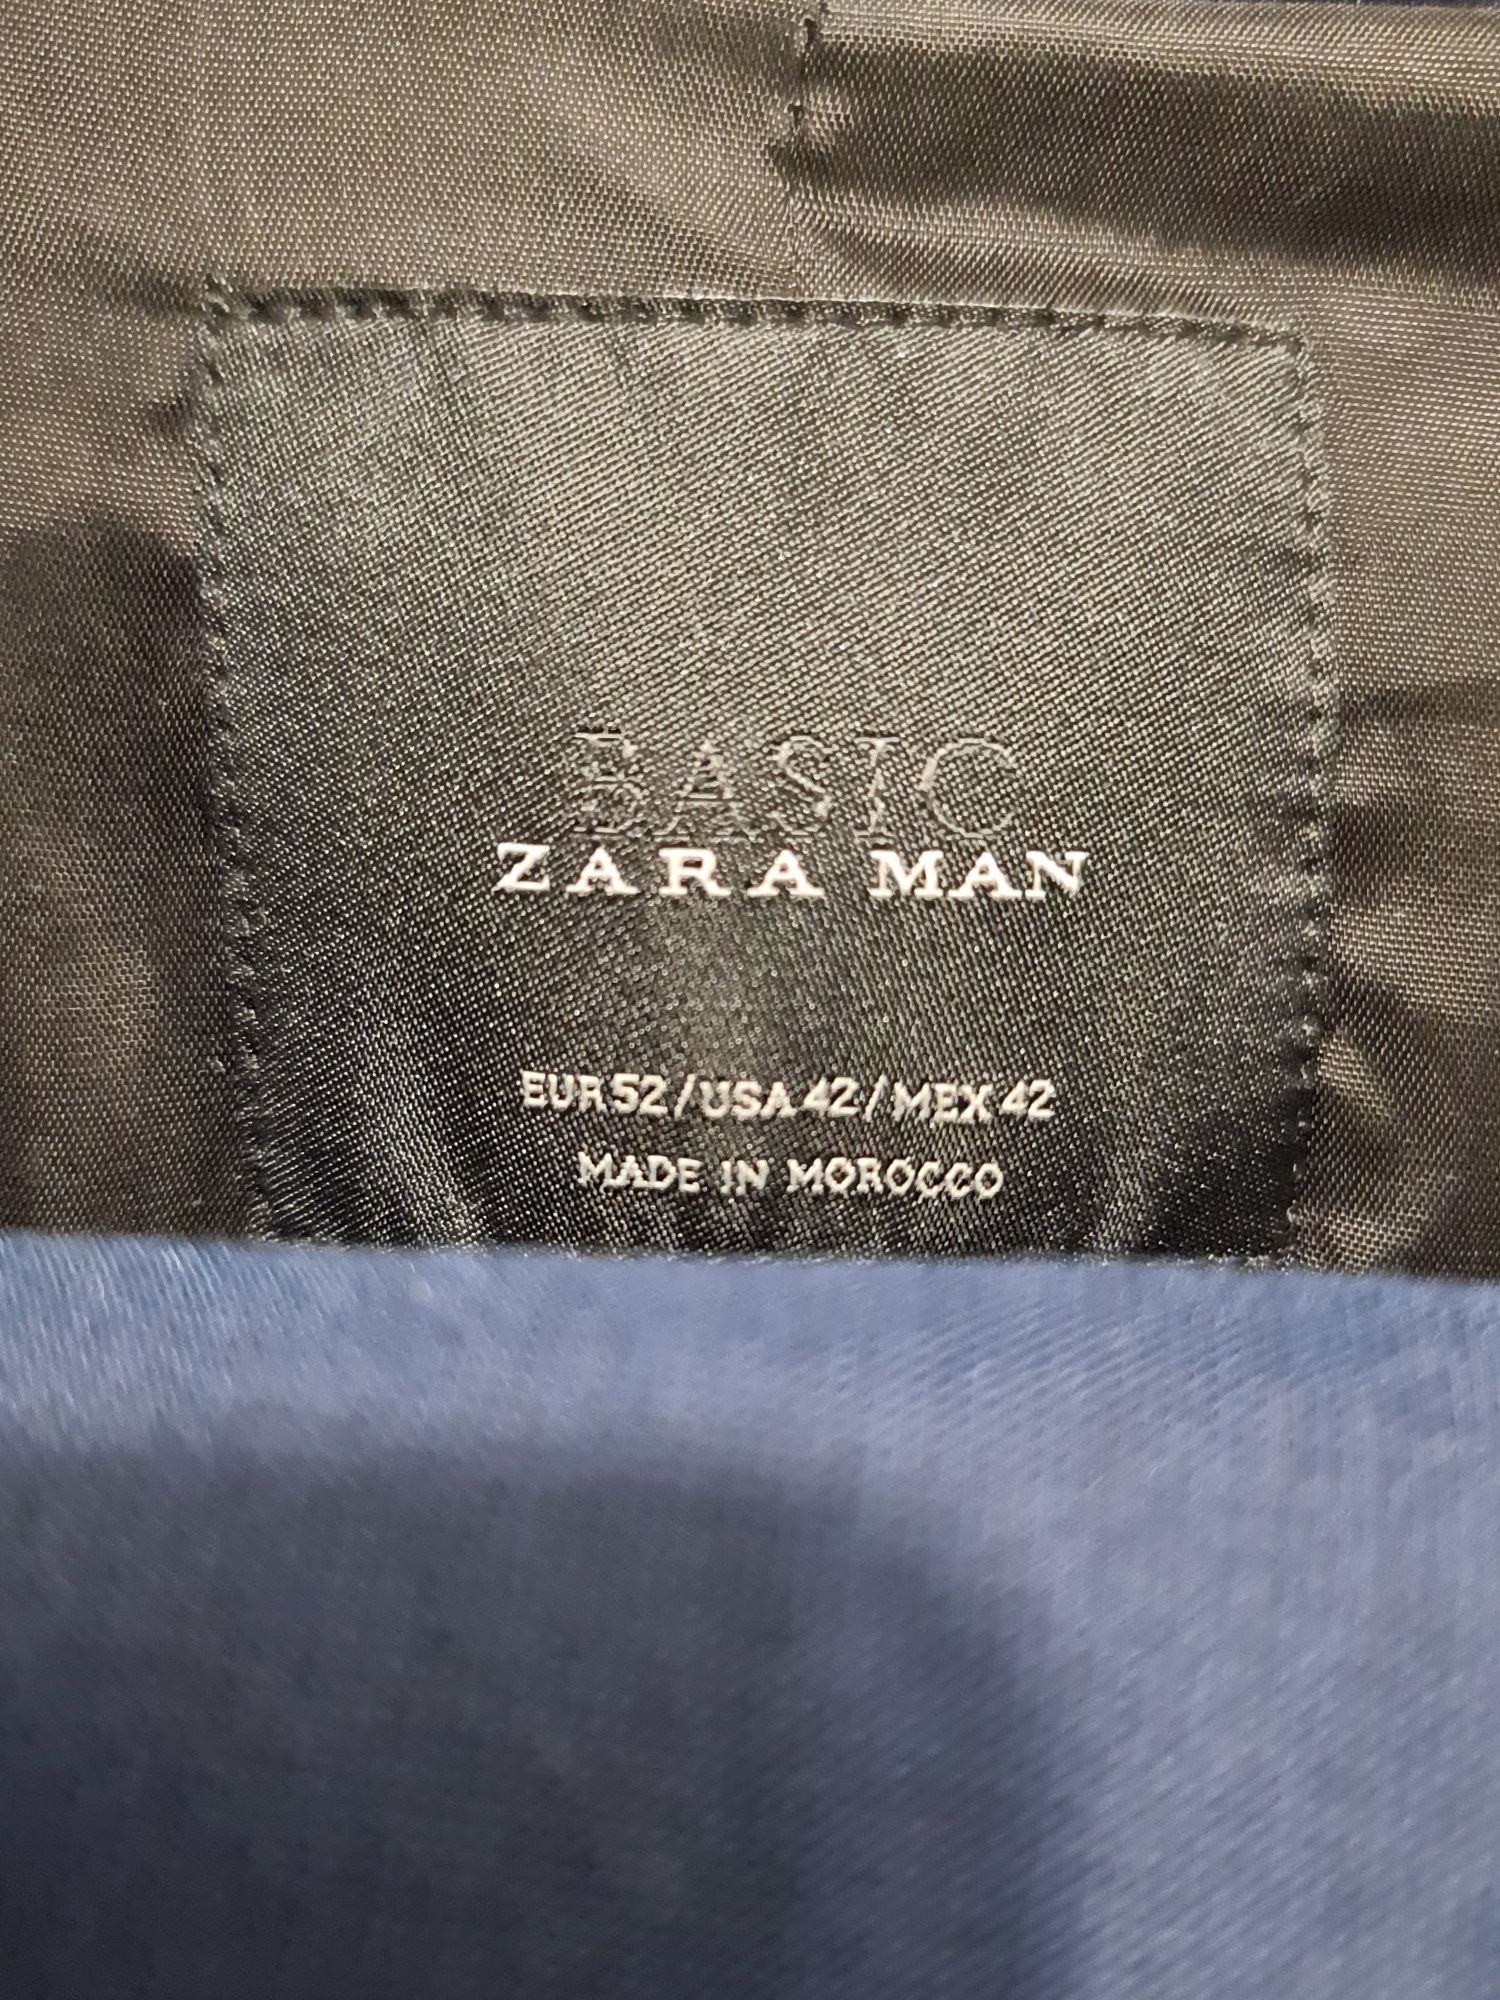 BASIC
ZARA MAN
EUR 52 / USA 42 / MEX 42
MADE IN MOROCCO